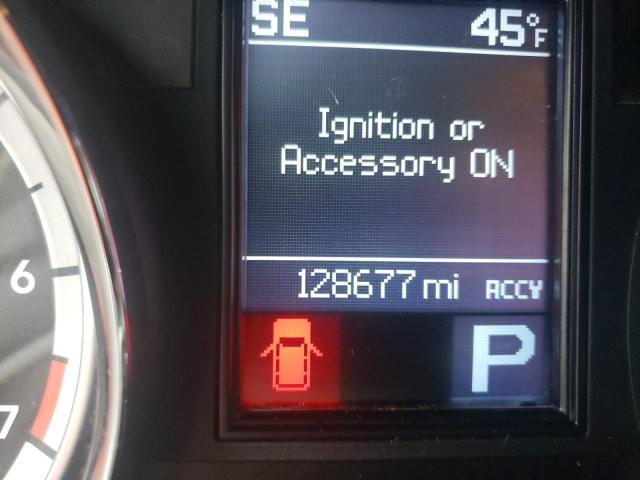 SE 45°F
Ignition or
Accessory ON
128677 mi ACCY
P
6
7